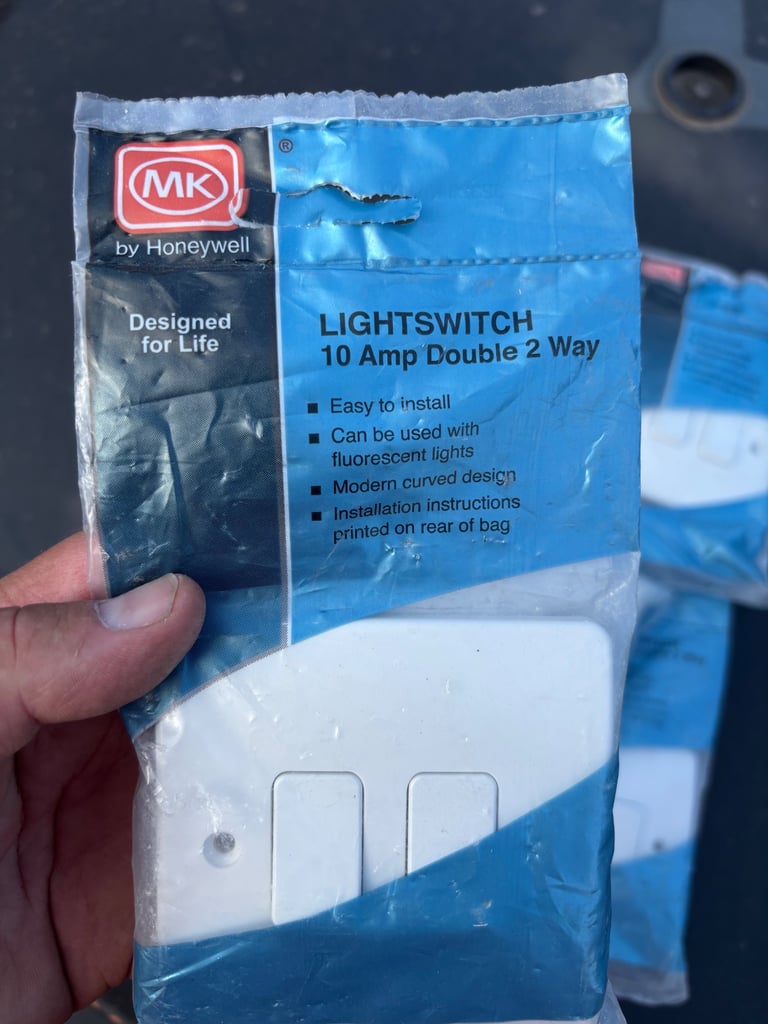 MK
®
by Honeywell
Designed
for Life
LIGHTSWITCH
10 Amp Double 2 Way
■ Easy to install
■ Can be used with
fluorescent lights
■ Modern curved design
■ Installation instructions
printed on rear of bag